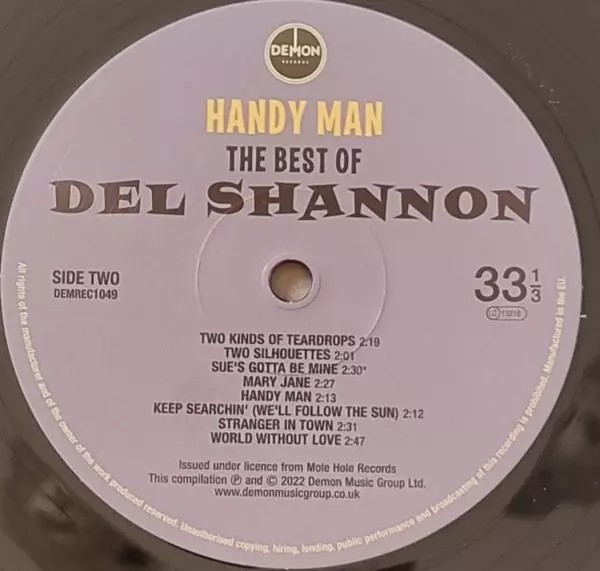 DEMON
RECORDS
HANDY MAN
THE BEST OF
DEL SHANNON
SIDE TWO
DEMREC1049
33 1/3
LC 13216
TWO KINDS OF TEARDROPS 2:19
TWO SILHOUETTES 2:01
SUE'S GOTTA BE MINE 2:30*
MARY JANE 2:27
HANDY MAN 2:13
KEEP SEARCHIN' (WE'LL FOLLOW THE SUN) 2:12
STRANGER IN TOWN 2:31
WORLD WITHOUT LOVE 2:47
Issued under licence from Mole Hole Records
This compilation ℗ and © 2022 Demon Music Group Ltd.
www.demonmusicgroup.co.uk
All rights of the manufacturer and of the owner of the work produced reserved. Unauthorised copying, hiring, lending, public performance and broadcasting of this recording is prohibited. Manufactured in the EU.